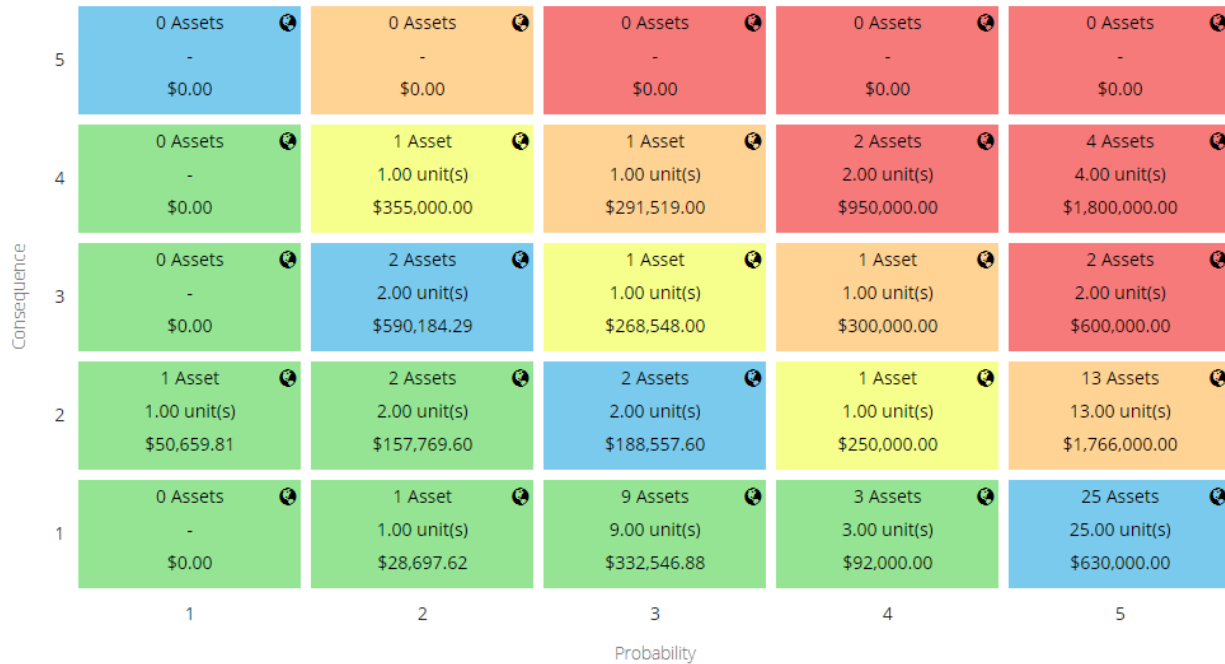 0 Assets 0 Assets 0 Assets 0 Assets 0 Assets
5 - - - - -
$0.00 $0.00 $0.00 $0.00 $0.00
0 Assets 1 Asset 1 Asset 2 Assets 4 Assets
4 - 1.00 unit(s) 1.00 unit(s) 2.00 unit(s) 4.00 unit(s)
$0.00 $355,000.00 $291,519.00 $950,000.00 $1,800,000.00
Consequence
0 Assets 2 Assets 1 Asset 1 Asset 2 Assets
3 - 2.00 unit(s) 1.00 unit(s) 1.00 unit(s) 2.00 unit(s)
$0.00 $590,184.29 $268,548.00 $300,000.00 $600,000.00
1 Asset 2 Assets 2 Assets 1 Asset 13 Assets
2 1.00 unit(s) 2.00 unit(s) 2.00 unit(s) 1.00 unit(s) 13.00 unit(s)
$50,659.81 $157,769.60 $188,557.60 $250,000.00 $1,766,000.00
0 Assets 1 Asset 9 Assets 3 Assets 25 Assets
1 - 1.00 unit(s) 9.00 unit(s) 3.00 unit(s) 25.00 unit(s)
$0.00 $28,697.62 $332,546.88 $92,000.00 $630,000.00
1 2 3 4 5
Probability